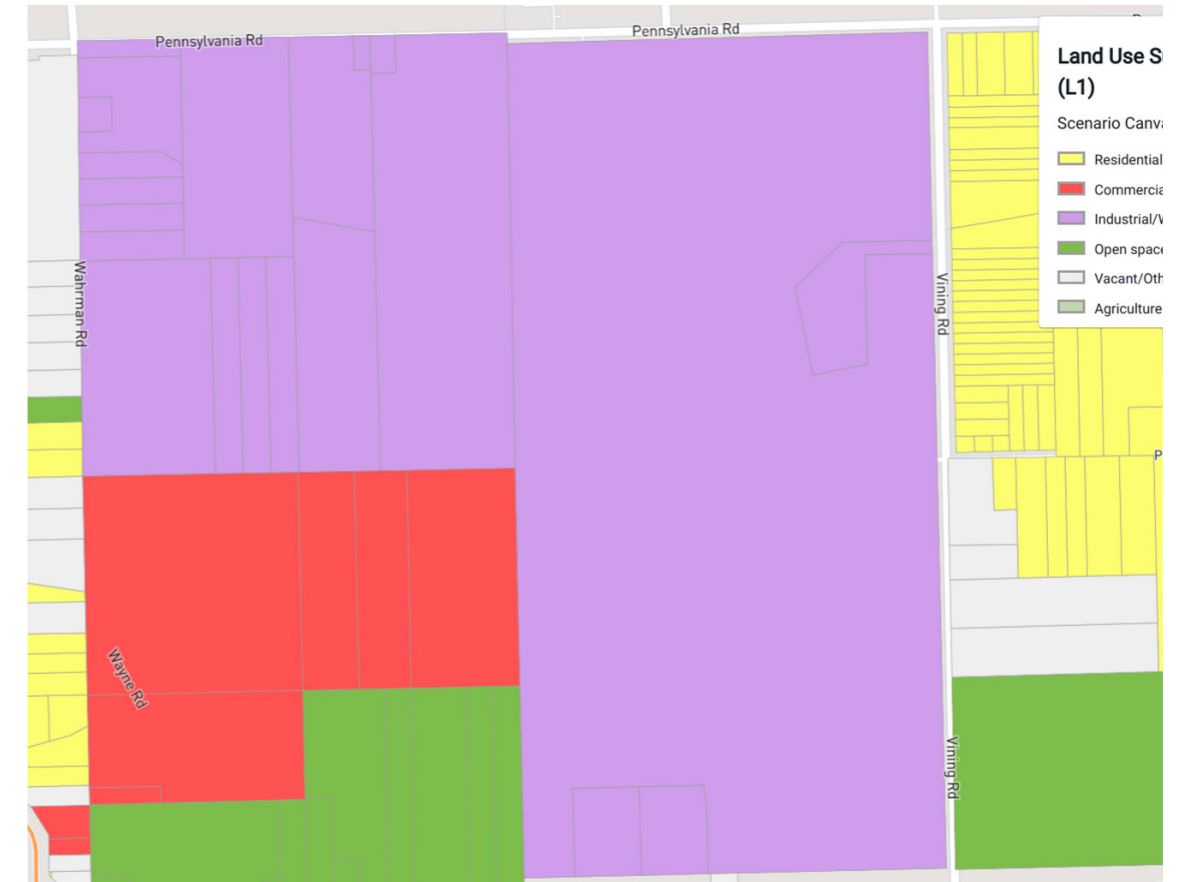 Pennsylvania Rd
Pennsylvania Rd
Land Use S
(L1)
Scenario Canva
Residential
Commercia
Industrial/W
Open space
Vacant/Oth
Agriculture
Wahrman Rd
Vining Rd
Wayne Rd
Vining Rd
P